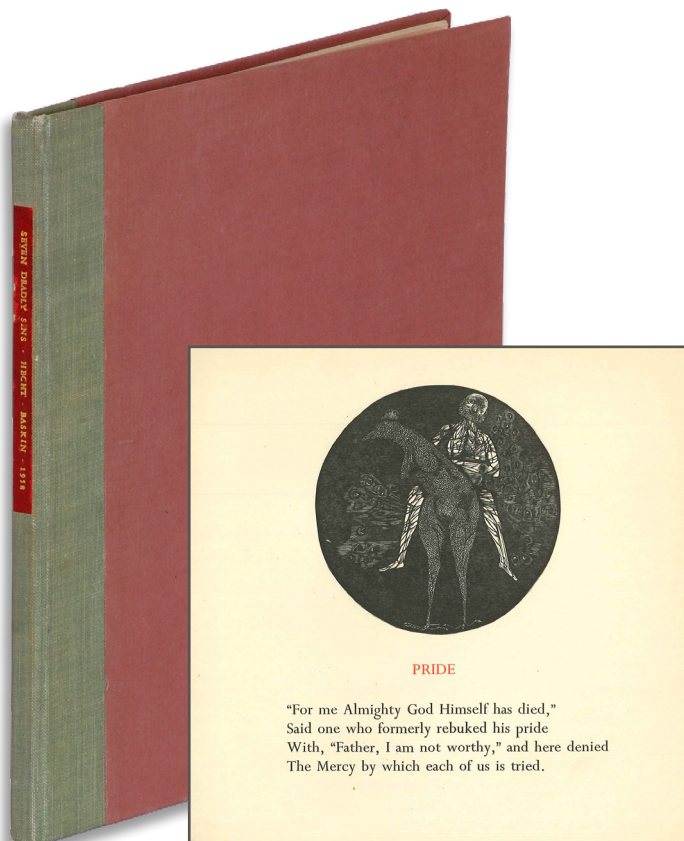 SEVEN DEADLY SINS · HECHT · BASKIN · 1958
PRIDE
“For me Almighty God Himself has died,”
Said one who formerly rebuked his pride
With, “Father, I am not worthy,” and here denied
The Mercy by which each of us is tried.